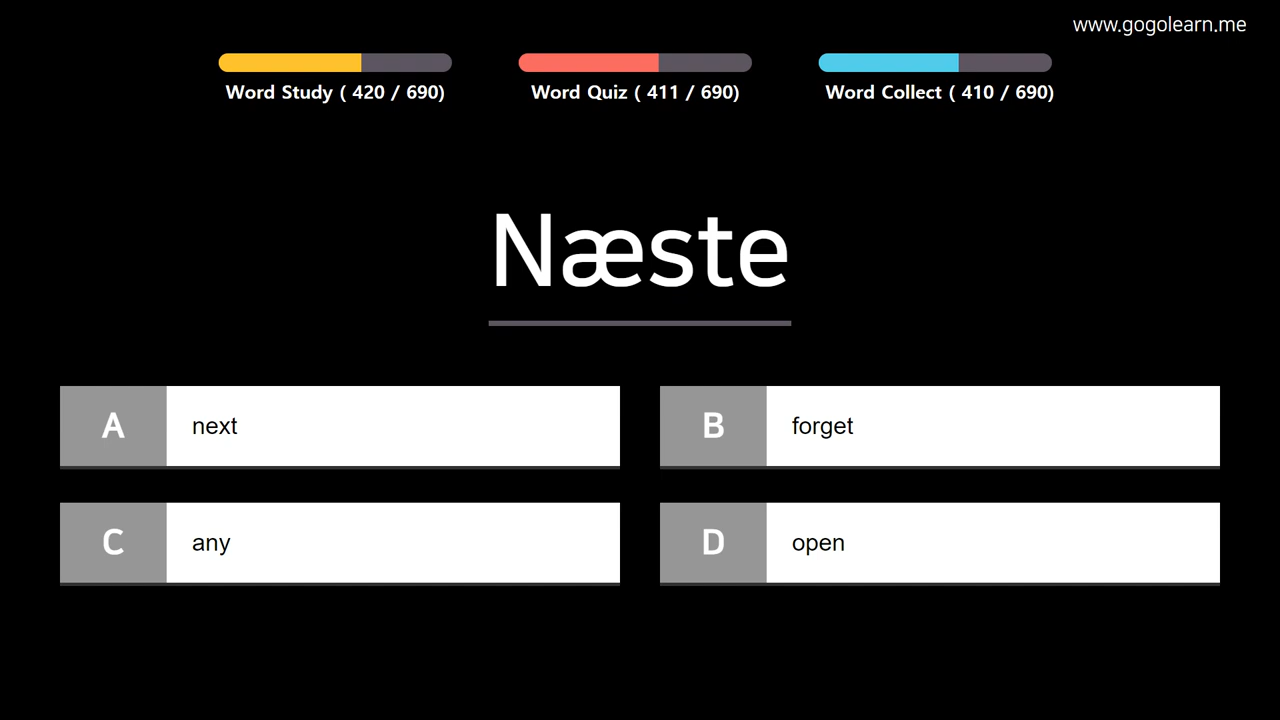 www.gogolearn.me
Word Study ( 420 / 690)
Word Quiz ( 411 / 690)
Word Collect ( 410 / 690)
Næste
A next
B forget
C any
D open